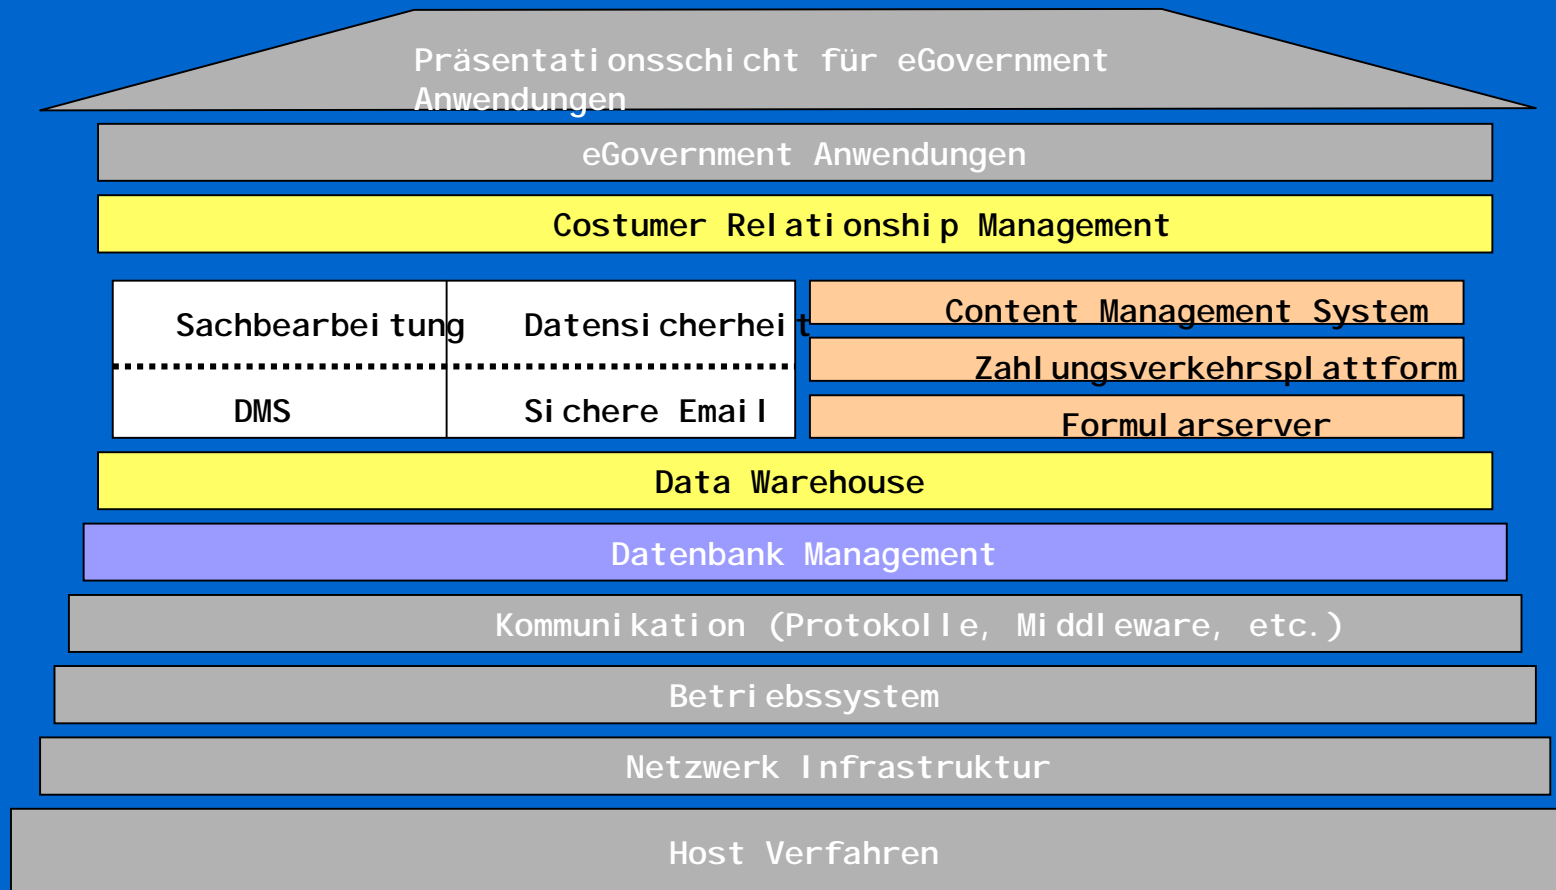 Präsentationsschicht für eGovernment
Anwendungen
eGovernment Anwendungen
Costumer Relationship Management
Sachbearbeitung
Datensicherheit
DMS
Sichere Email
Content Management System
Zahlungsverkehrsplattform
Formularserver
Data Warehouse
Datenbank Management
Kommunikation (Protokolle, Middleware, etc.)
Betriebssystem
Netzwerk Infrastruktur
Host Verfahren